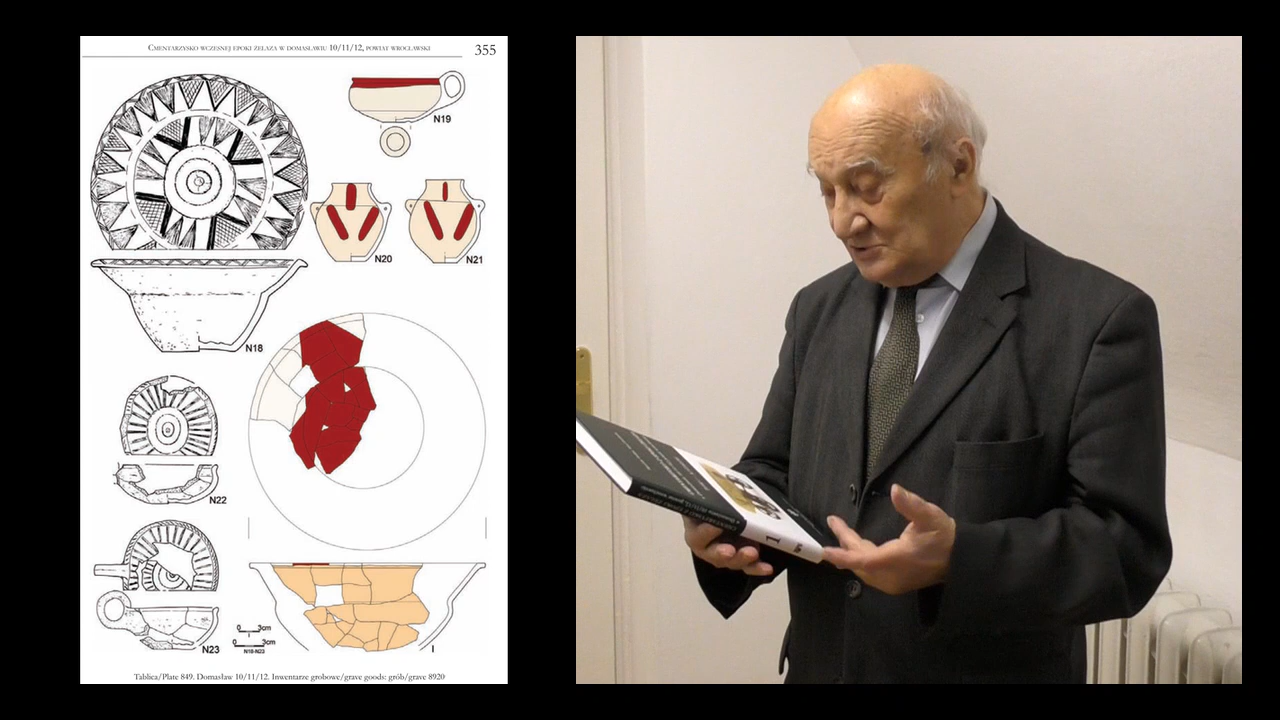 Cmentarzysko wczesnej epoki żelaza w domasławiu 10/11/12, powiat wrocławski 355
N19
N20
N21
N18
N22
N23
0 3cm
I
0 3cm
N18-N23
I
Tablica/Plate 849. Domasław 10/11/12. Inwentarze grobowe/grave goods: grób/grave 8920
1